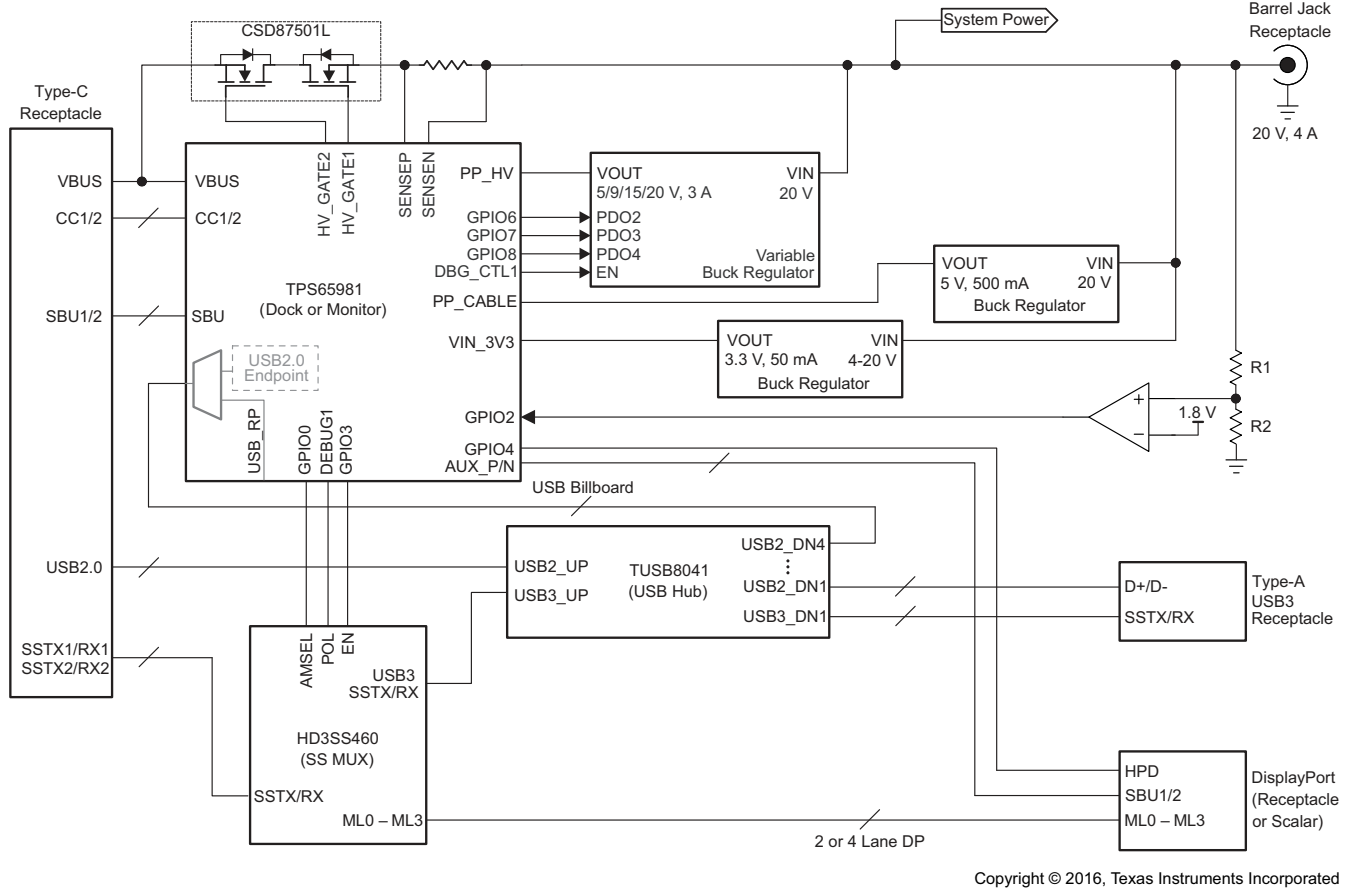 CSD87501L
System Power
Barrel Jack
Receptacle
20 V, 4 A
Type-C
Receptacle
VBUS
CC1/2
SBU1/2
USB2.0
SSTX1/RX1
SSTX2/RX2
VBUS
CC1/2
SBU
HV_GATE2
HV_GATE1
SENSEP
SENSEN
TPS65981
(Dock or Monitor)
USB2.0
Endpoint
USB_RP
GPIO0
DEBUG1
GPIO3
PP_HV
GPIO6
GPIO7
GPIO8
DBG_CTL1
PP_CABLE
VIN_3V3
GPIO2
GPIO4
AUX_P/N
VOUT
5/9/15/20 V, 3 A
PDO2
PDO3
PDO4
EN
VIN
20 V
Variable
Buck Regulator
VOUT
5 V, 500 mA
VIN
20 V
Buck Regulator
VOUT
3.3 V, 50 mA
VIN
4-20 V
Buck Regulator
R1
R2
+
−
1.8 V
USB Billboard
USB2_UP
USB3_UP
TUSB8041
(USB Hub)
USB2_DN4
USB2_DN1
USB3_DN1
D+/D-
SSTX/RX
Type-A
USB3
Receptacle
AMSEL
POL
EN
USB3
SSTX/RX
HD3SS460
(SS MUX)
SSTX/RX
ML0 – ML3
2 or 4 Lane DP
HPD
SBU1/2
ML0 – ML3
DisplayPort
(Receptacle
or Scalar)
Copyright © 2016, Texas Instruments Incorporated